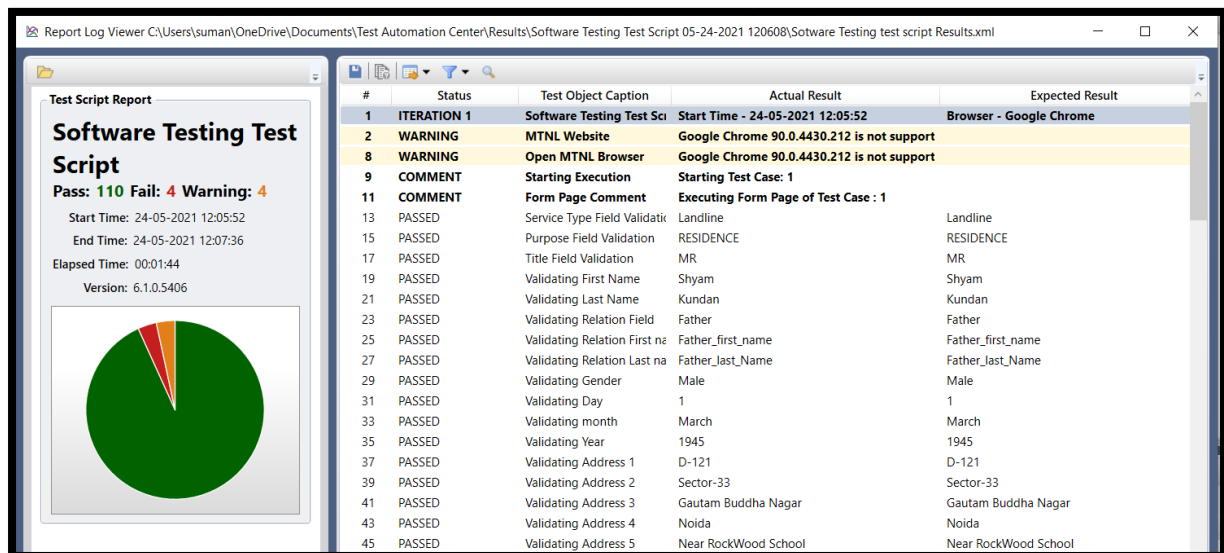 Report Log Viewer C:\Users\suman\OneDrive\Documents\Test Automation Center\Results\Software Testing Test Script 05-24-2021 120608\Sotware Testing test script Results.xml
Test Script Report
Software Testing Test
Script
Pass: 110 Fail: 4 Warning: 4
Start Time: 24-05-2021 12:05:52
End Time: 24-05-2021 12:07:36
Elapsed Time: 00:01:44
Version: 6.1.0.5406
# Status Test Object Caption Actual Result Expected Result
1 ITERATION 1 Software Testing Test Scr Start Time - 24-05-2021 12:05:52 Browser - Google Chrome
2 WARNING MTNL Website Google Chrome 90.0.4430.212 is not support
8 WARNING Open MTNL Browser Google Chrome 90.0.4430.212 is not support
9 COMMENT Starting Execution Starting Test Case: 1
11 COMMENT Form Page Comment Executing Form Page of Test Case : 1
13 PASSED Service Type Field Validatic Landline Landline
15 PASSED Purpose Field Validation RESIDENCE RESIDENCE
17 PASSED Title Field Validation MR MR
19 PASSED Validating First Name Shyam Shyam
21 PASSED Validating Last Name Kundan Kundan
23 PASSED Validating Relation Field Father Father
25 PASSED Validating Relation First na Father_first_name Father_first_name
27 PASSED Validating Relation Last na Father_last_Name Father_last_Name
29 PASSED Validating Gender Male Male
31 PASSED Validating Day 1 1
33 PASSED Validating month March March
35 PASSED Validating Year 1945 1945
37 PASSED Validating Address 1 D-121 D-121
39 PASSED Validating Address 2 Sector-33 Sector-33
41 PASSED Validating Address 3 Gautam Buddha Nagar Gautam Buddha Nagar
43 PASSED Validating Address 4 Noida Noida
45 PASSED Validating Address 5 Near RockWood School Near RockWood School